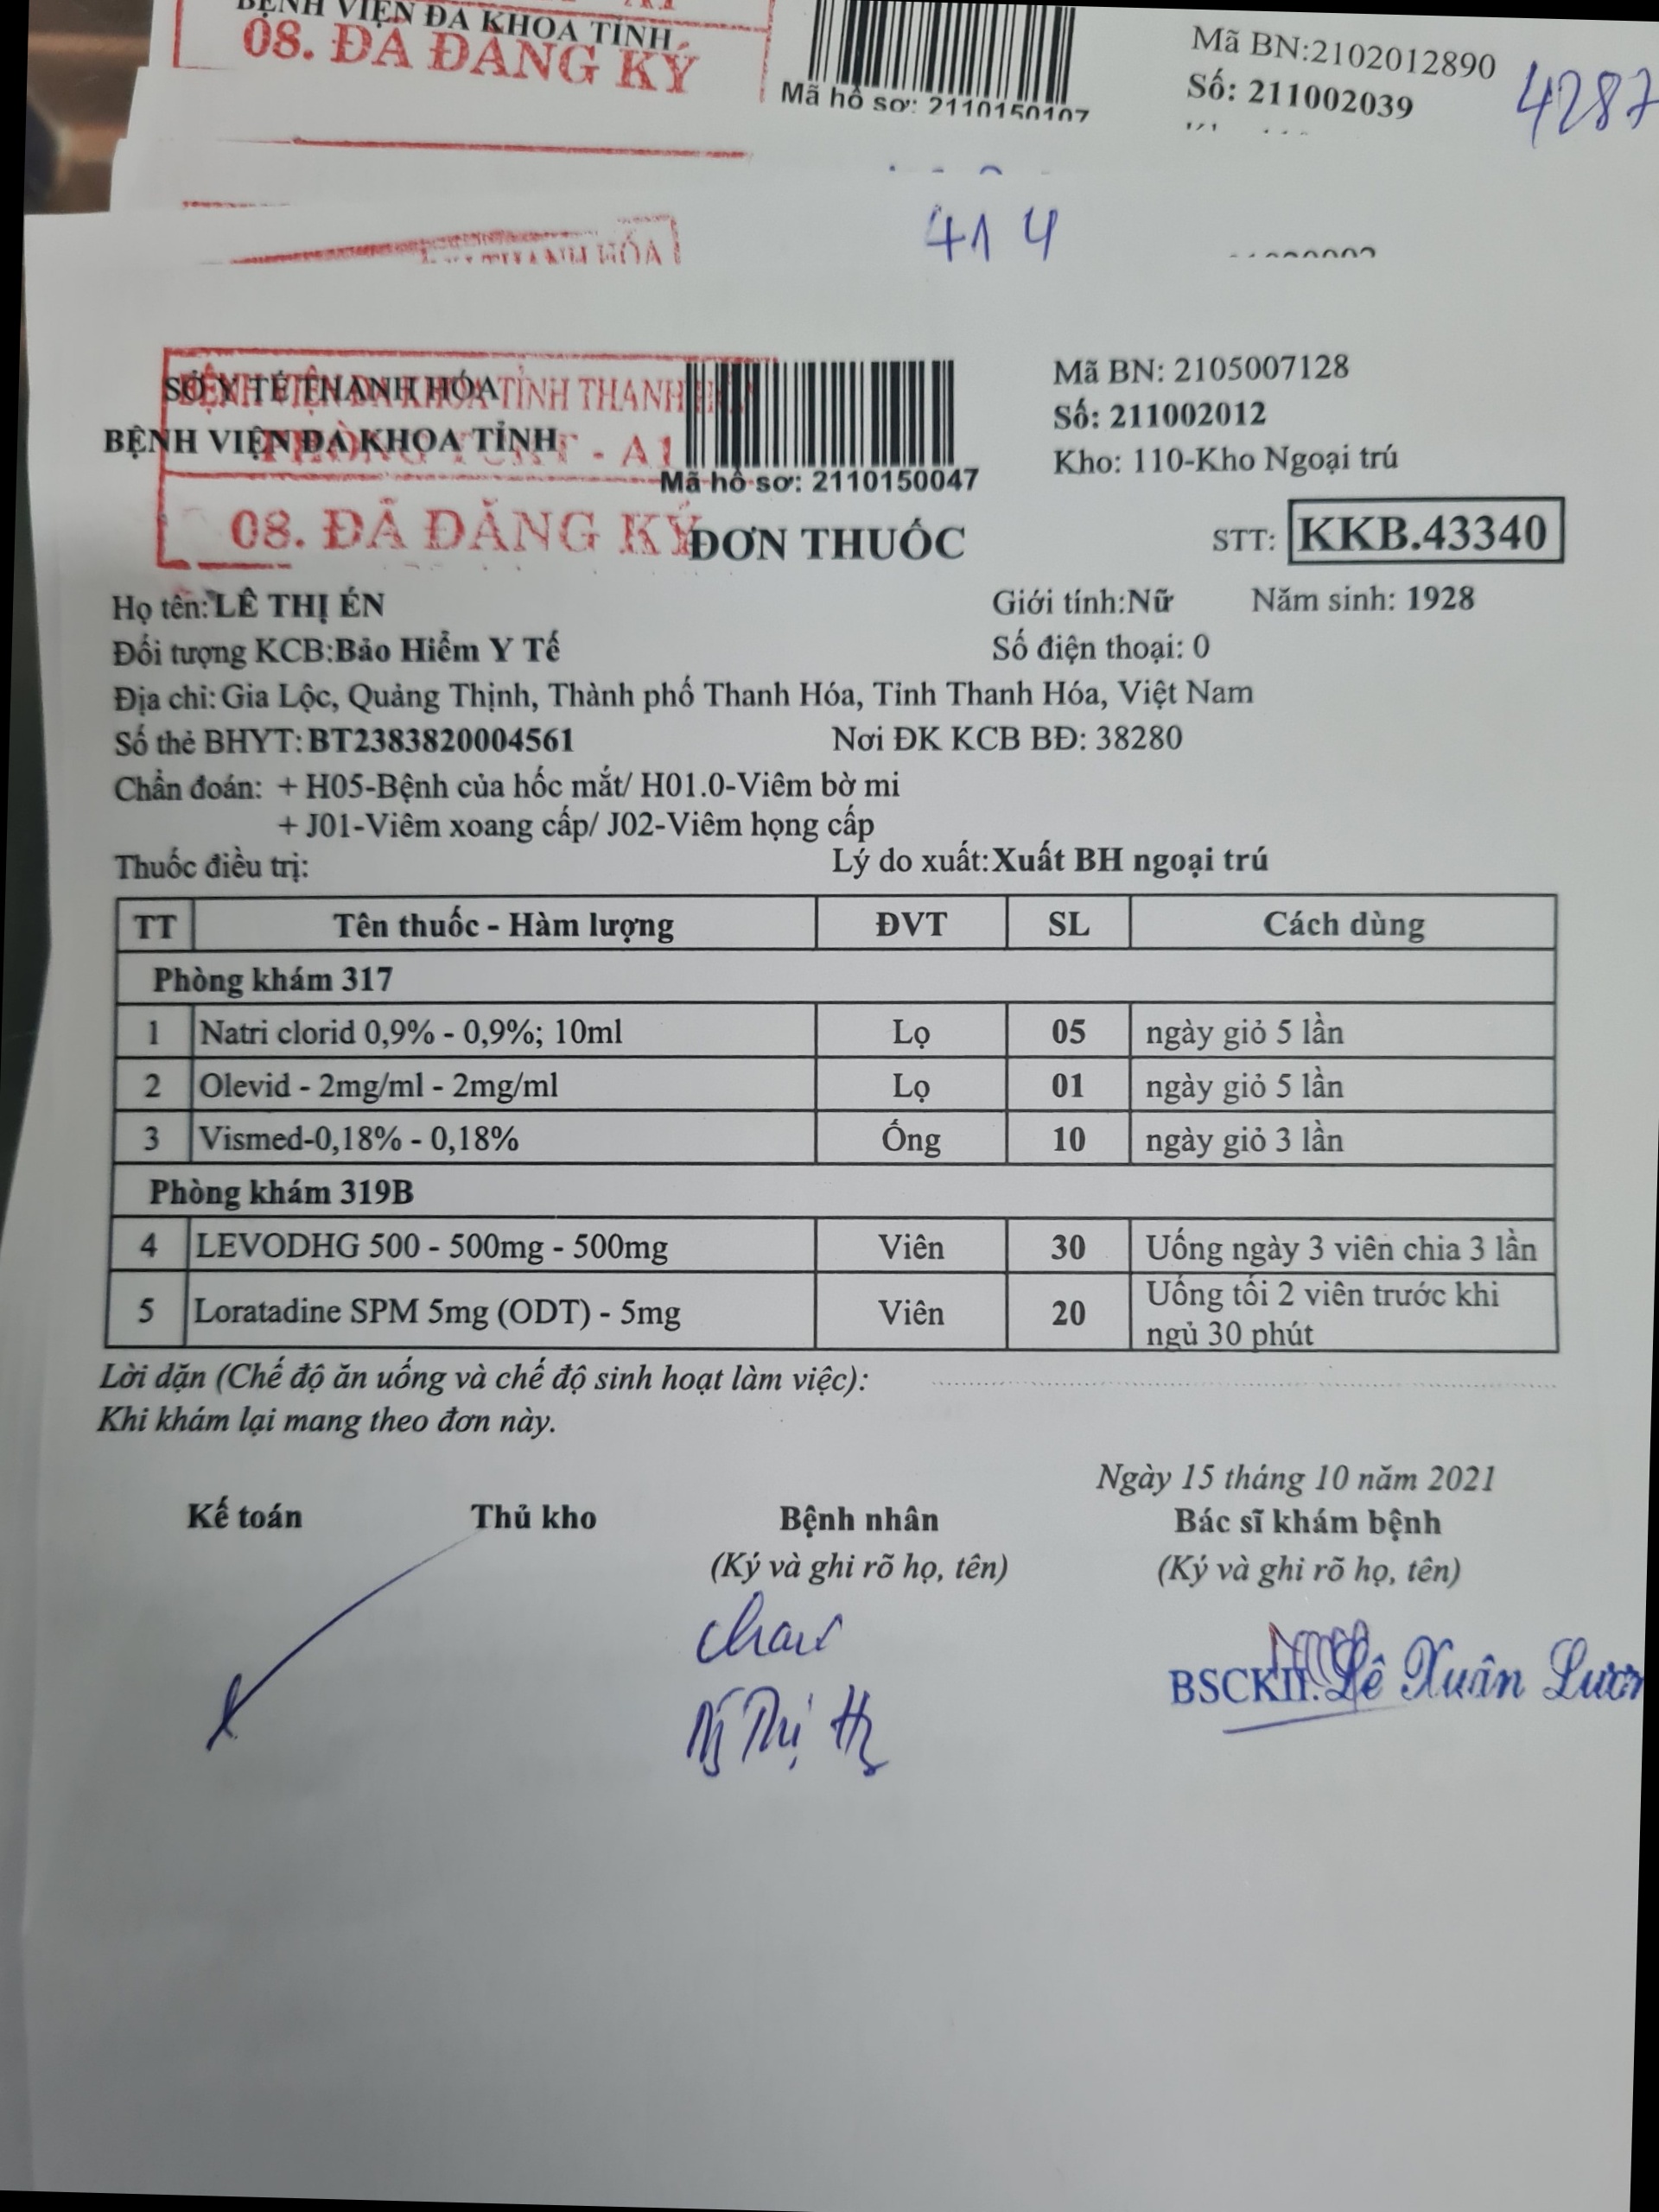 BỆNH VIỆN ĐA KHOA TỈNH
08. ĐÃ ĐĂNG KÝ
Mã hồ sơ: 2110150107
Mã BN:2102012890
Số: 211002039
4287
THANH HÓA
414
SỞ Y TẾ THANH HÓA
BỆNH VIỆN ĐA KHOA TỈNH THANH
BỆNH VIỆN ĐA KHOA TỈNH
PHÒNG - A1
08. ĐÃ ĐĂNG KÝ
Mã hồ sơ: 2110150047
Mã BN: 2105007128
Số: 211002012
Kho: 110-Kho Ngoại trú
ĐƠN THUỐC
STT: KKB.43340
Họ tên: LÊ THỊ ÉN Giới tính:Nữ Năm sinh: 1928
Đối tượng KCB:Bảo Hiểm Y Tế Số điện thoại: 0
Địa chỉ: Gia Lộc, Quảng Thịnh, Thành phố Thanh Hóa, Tỉnh Thanh Hóa, Việt Nam
Số thẻ BHYT: BT2383820004561 Nơi ĐK KCB BĐ: 38280
Chẩn đoán: + H05-Bệnh của hốc mắt/ H01.0-Viêm bờ mi
+ J01-Viêm xoang cấp/ J02-Viêm họng cấp
Thuốc điều trị: Lý do xuất:Xuất BH ngoại trú
TT Tên thuốc - Hàm lượng ĐVT SL Cách dùng
Phòng khám 317
1 Natri clorid 0,9% - 0,9%; 10ml Lọ 05 ngày giỏ 5 lần
2 Olevid - 2mg/ml - 2mg/ml Lọ 01 ngày giỏ 5 lần
3 Vismed-0,18% - 0,18% Ống 10 ngày giỏ 3 lần
Phòng khám 319B
4 LEVODHG 500 - 500mg - 500mg Viên 30 Uống ngày 3 viên chia 3 lần
5 Loratadine SPM 5mg (ODT) - 5mg Viên 20 Uống tối 2 viên trước khi
ngủ 30 phút
Lời dặn (Chế độ ăn uống và chế độ sinh hoạt làm việc):
Khi khám lại mang theo đơn này.
Ngày 15 tháng 10 năm 2021
Kế toán Thủ kho Bệnh nhân Bác sĩ khám bệnh
(Ký và ghi rõ họ, tên) (Ký và ghi rõ họ, tên)
BSCKII. Lê Xuân Lươn